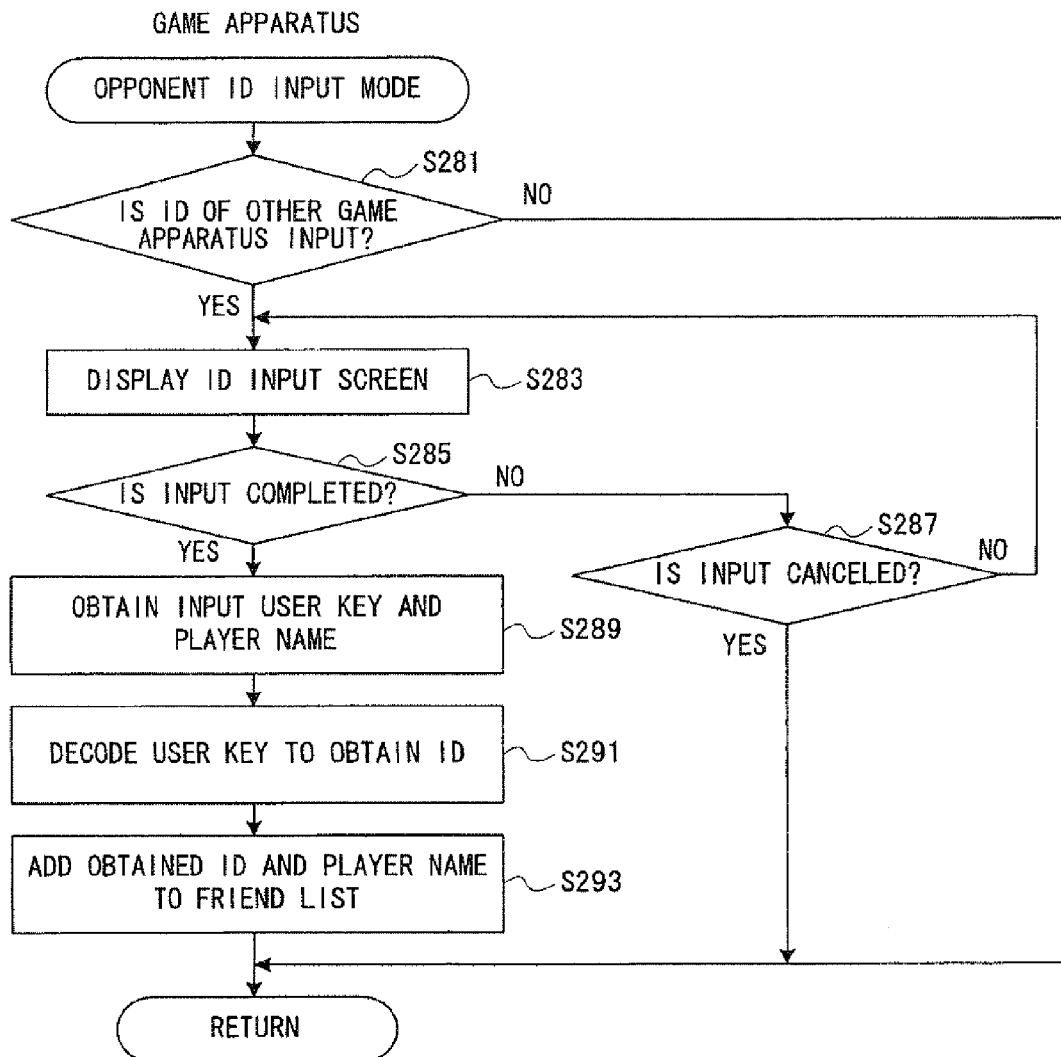 GAME APPARATUS
OPPONENT ID INPUT MODE
S281
IS ID OF OTHER GAME
APPARATUS INPUT?
NO
YES
DISPLAY ID INPUT SCREEN
S283
S285
IS INPUT COMPLETED?
NO
YES
S287
IS INPUT CANCELED?
NO
YES
OBTAIN INPUT USER KEY AND
PLAYER NAME
S289
DECODE USER KEY TO OBTAIN ID
S291
ADD OBTAINED ID AND PLAYER NAME
TO FRIEND LIST
S293
RETURN